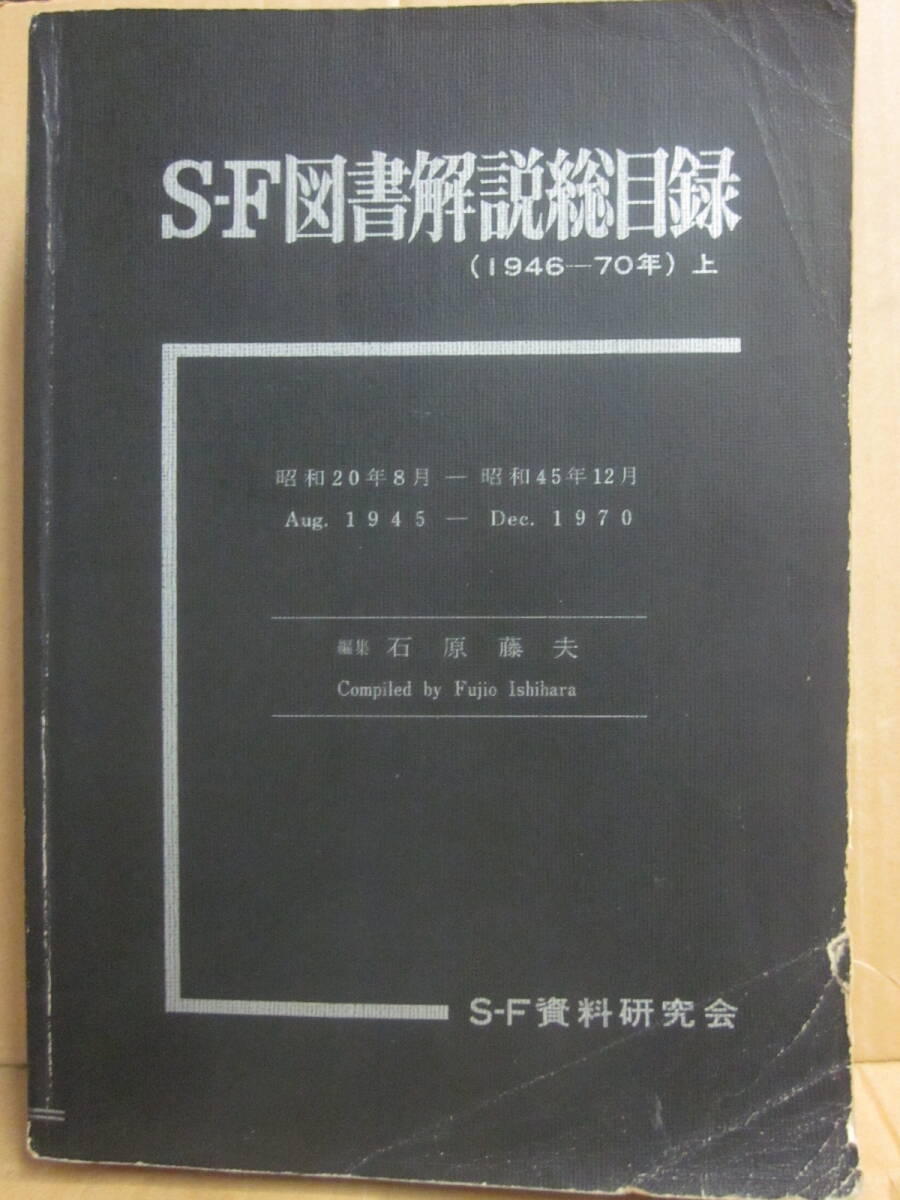 S-F図書解説総目録
(1946—70年) 上
昭和20年8月 — 昭和45年12月
Aug. 1945 — Dec. 1970
編集 石原藤夫
Compiled by Fujio Ishihara
S-F資料研究会